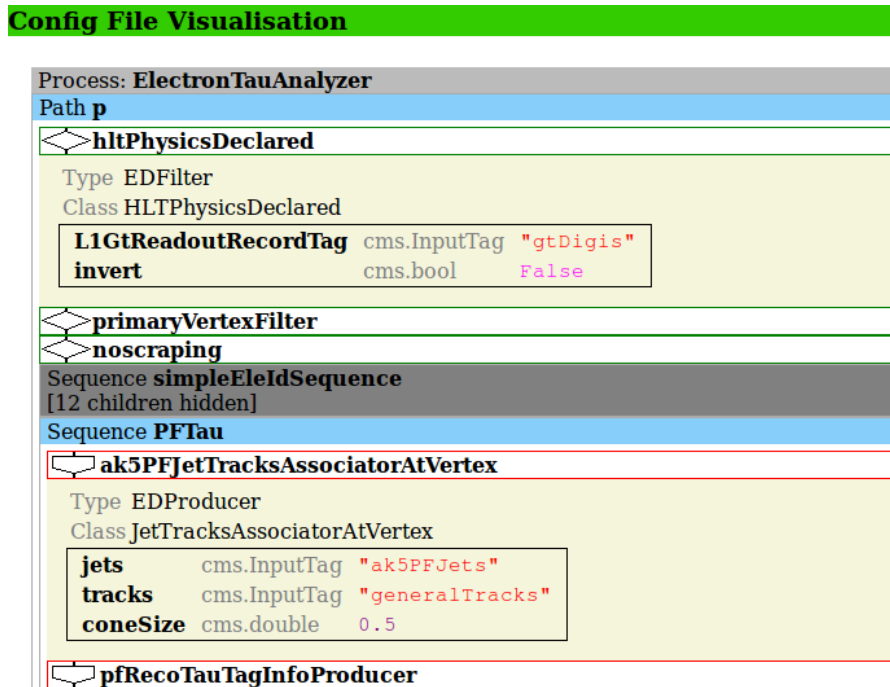 Config File Visualisation
Process: ElectronTauAnalyzer
Path p
hltPhysicsDeclared
Type EDFilter
Class HLTPhysicsDeclared
L1GtReadoutRecordTag cms.InputTag "gtDigis"
invert cms.bool False
primaryVertexFilter
noscraping
Sequence simpleEleIdSequence
[12 children hidden]
Sequence PFTau
ak5PFJetTracksAssociatorAtVertex
Type EDProducer
Class JetTracksAssociatorAtVertex
jets cms.InputTag "ak5PFJets"
tracks cms.InputTag "generalTracks"
coneSize cms.double 0.5
pfRecoTauTagInfoProducer